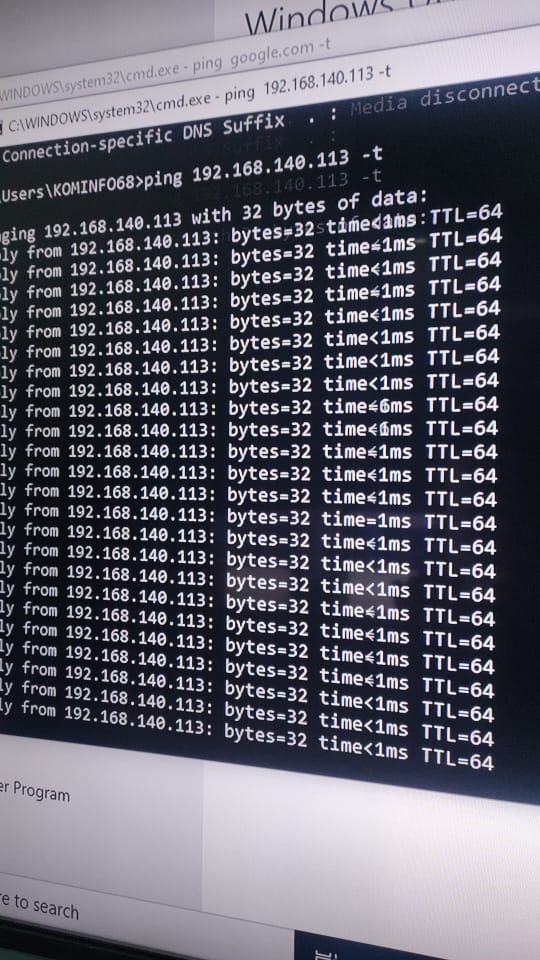 Windows
WINDOWS\system32\cmd.exe - ping google.com -t
C:\WINDOWS\system32\cmd.exe - ping 192.168.140.113 -t
Connection-specific DNS Suffix . : Media disconnect
\Users\KOMINFO68>ping 192.168.140.113 -t
ging 192.168.140.113 with 32 bytes of data:
ly from 192.168.140.113: bytes=32 time<1ms TTL=64
ly from 192.168.140.113: bytes=32 time<1ms TTL=64
ly from 192.168.140.113: bytes=32 time<1ms TTL=64
ly from 192.168.140.113: bytes=32 time<1ms TTL=64
ly from 192.168.140.113: bytes=32 time<1ms TTL=64
ly from 192.168.140.113: bytes=32 time<1ms TTL=64
ly from 192.168.140.113: bytes=32 time<1ms TTL=64
ly from 192.168.140.113: bytes=32 time<1ms TTL=64
ly from 192.168.140.113: bytes=32 TTL=64
ly from 192.168.140.113: bytes=32 TTL=64
ly from 192.168.140.113: bytes=32 time<1ms TTL=64
ly from 192.168.140.113: bytes=32 time<1ms TTL=64
ly from 192.168.140.113: bytes=32 time<1ms TTL=64
ly from 192.168.140.113: bytes=32 time=1ms TTL=64
ly from 192.168.140.113: bytes=32 time<1ms TTL=64
ly from 192.168.140.113: bytes=32 time<1ms TTL=64
ly from 192.168.140.113: bytes=32 time<1ms TTL=64
ly from 192.168.140.113: bytes=32 time<1ms TTL=64
ly from 192.168.140.113: bytes=32 time<1ms TTL=64
ly from 192.168.140.113: bytes=32 time<1ms TTL=64
ly from 192.168.140.113: bytes=32 time<1ms TTL=64
ly from 192.168.140.113: bytes=32 time<1ms TTL=64
ly from 192.168.140.113: bytes=32 time<1ms TTL=64
ly from 192.168.140.113: bytes=32 time<1ms TTL=64
er Program
re to search